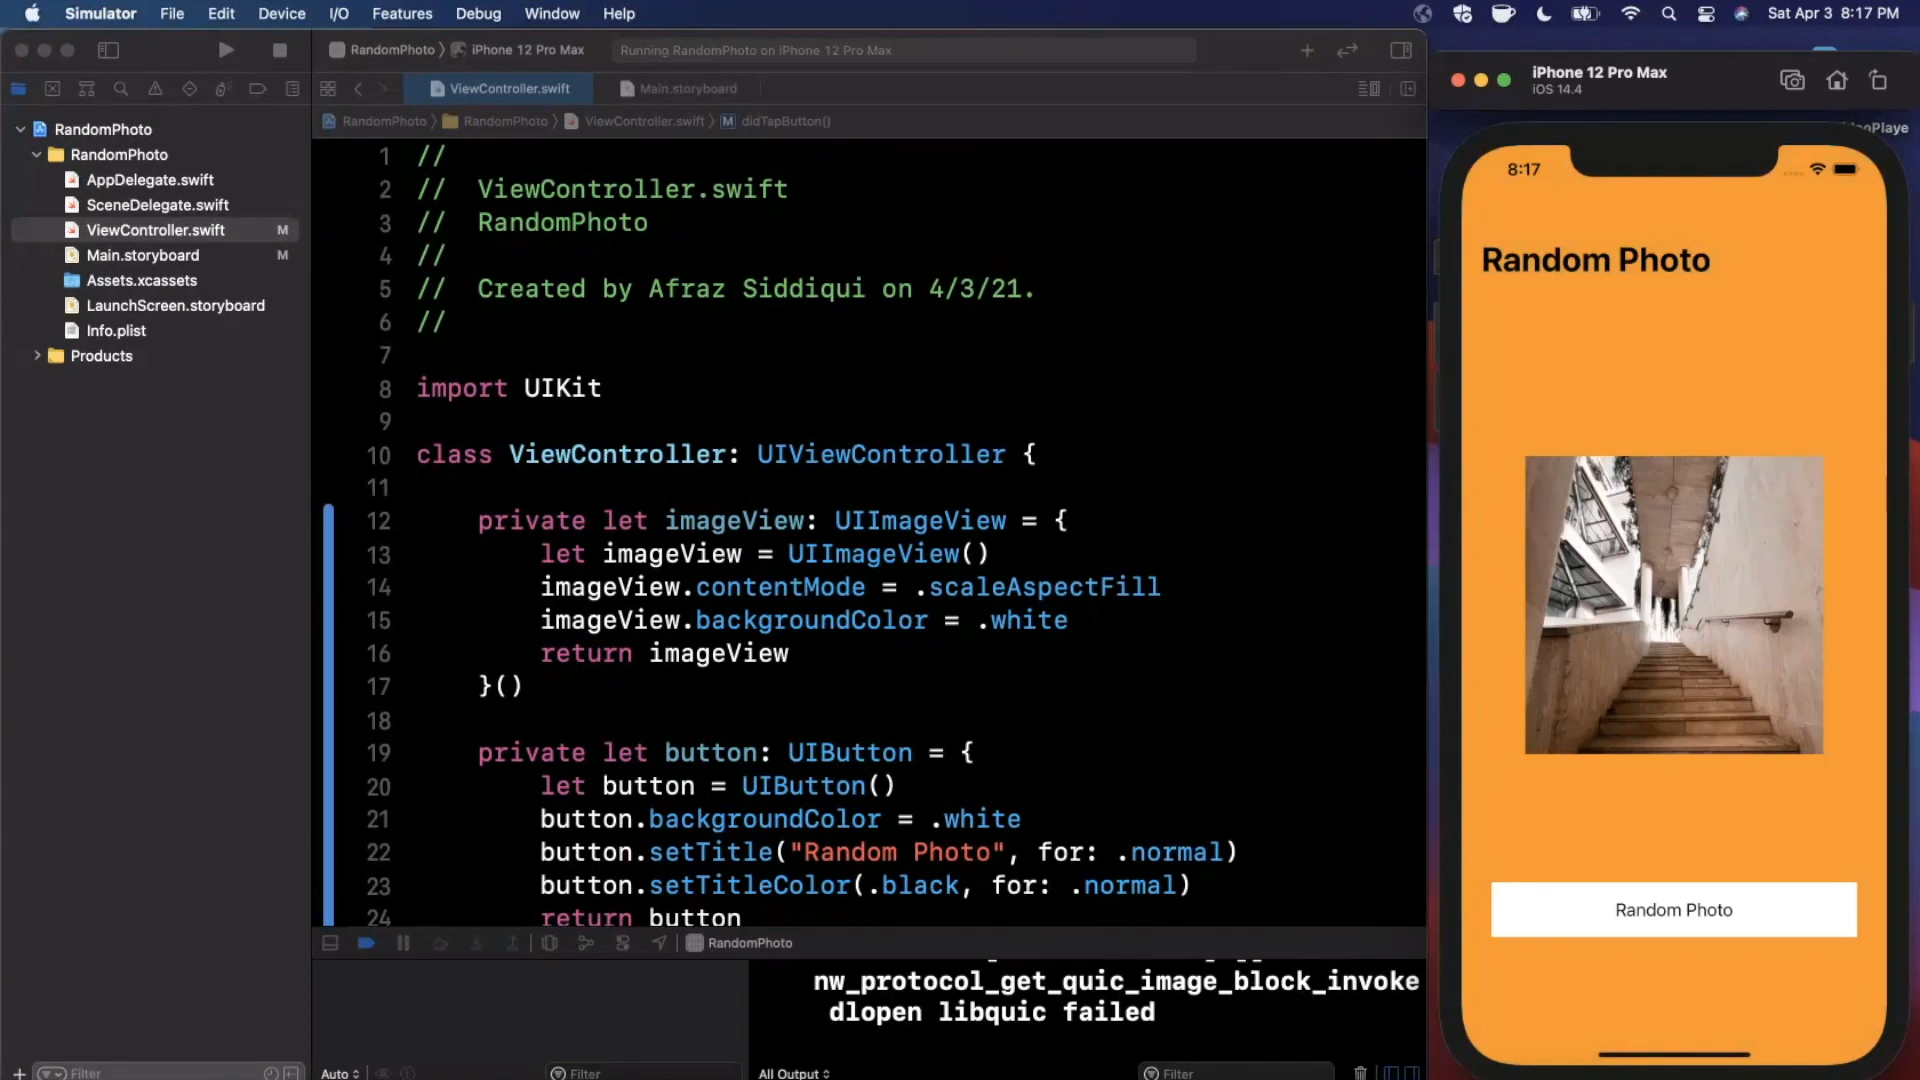 Simulator File Edit Device I/O Features Debug Window Help
Sat Apr 3 8:17 PM
RandomPhoto iPhone 12 Pro Max
Running RandomPhoto on iPhone 12 Pro Max
ViewController.swift
Main.storyboard
RandomPhoto RandomPhoto ViewController.swift M didTapButton()
RandomPhoto
RandomPhoto
AppDelegate.swift
SceneDelegate.swift
ViewController.swift M
Main.storyboard M
Assets.xcassets
LaunchScreen.storyboard
Info.plist
Products
Filter
1 //
2 // ViewController.swift
3 // RandomPhoto
4 //
5 // Created by Afraz Siddiqui on 4/3/21.
6 //
7
8 import UIKit
9
10 class ViewController: UIViewController {
11
12 private let imageView: UIImageView = {
13 let imageView = UIImageView()
14 imageView.contentMode = .scaleAspectFill
15 imageView.backgroundColor = .white
16 return imageView
17 }()
18
19 private let button: UIButton = {
20 let button = UIButton()
21 button.backgroundColor = .white
22 button.setTitle("Random Photo", for: .normal)
23 button.setTitleColor(.black, for: .normal)
24 return button
RandomPhoto
nw_protocol_get_quic_image_block_invoke
dlopen libquic failed
Auto
Filter
All Output
Filter
iPhone 12 Pro Max
iOS 14.4
8:17
Random Photo
Random Photo